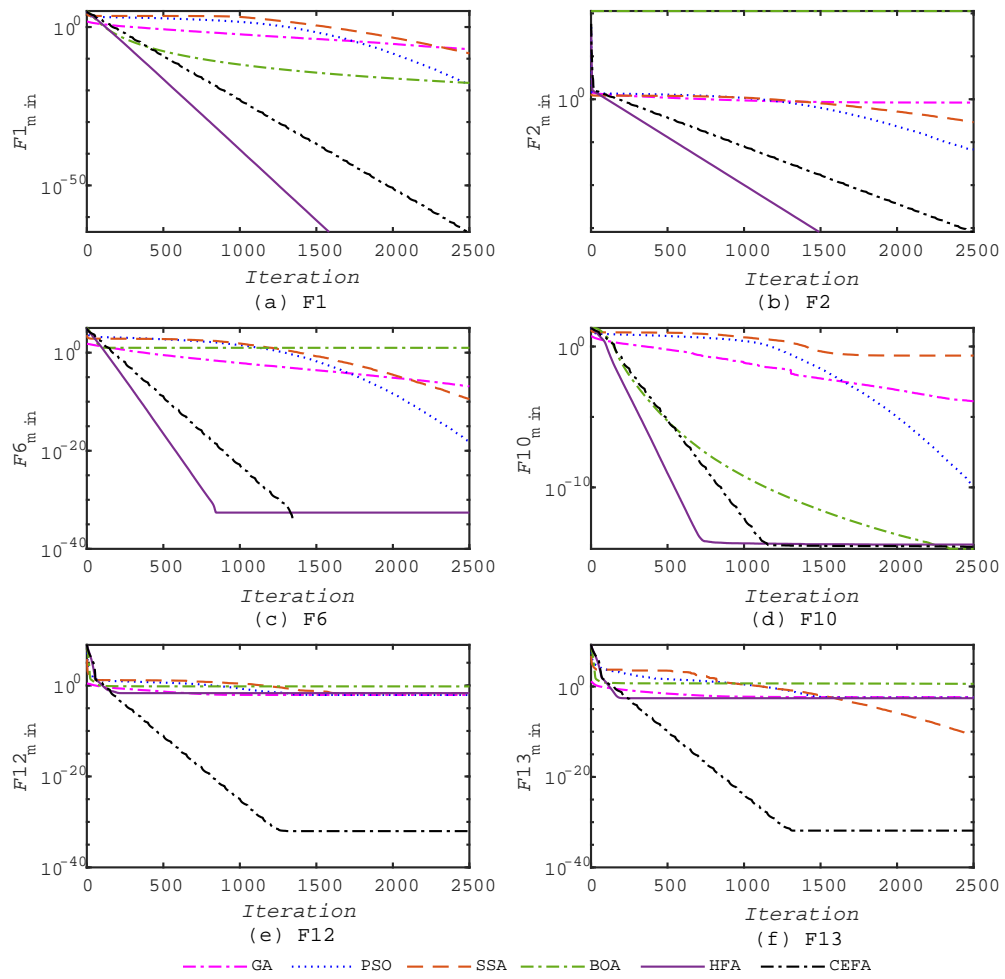 10^0
10^-50
F1_min
0 500 1000 1500 2000 2500
Iteration
(a) F1
10^0
F2_min
0 500 1000 1500 2000 2500
Iteration
(b) F2
10^0
10^-20
10^-40
F6_min
0 500 1000 1500 2000 2500
Iteration
(c) F6
10^0
10^-10
F10_min
0 500 1000 1500 2000 2500
Iteration
(d) F10
10^0
10^-20
10^-40
F12_min
0 500 1000 1500 2000 2500
Iteration
(e) F12
10^0
10^-20
10^-40
F13_min
0 500 1000 1500 2000 2500
Iteration
(f) F13
GA PSO SSA BOA HFA CEFA